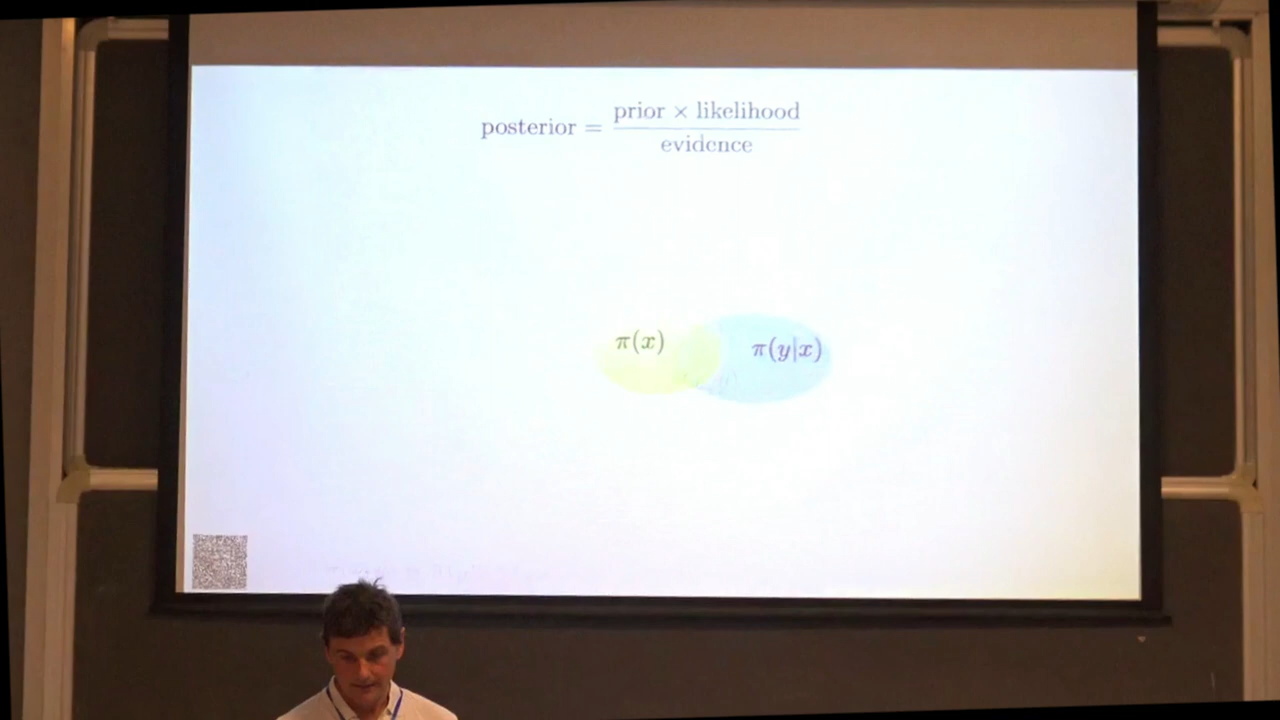 posterior = prior × likelihood / evidence
π(x)
π(y|x)